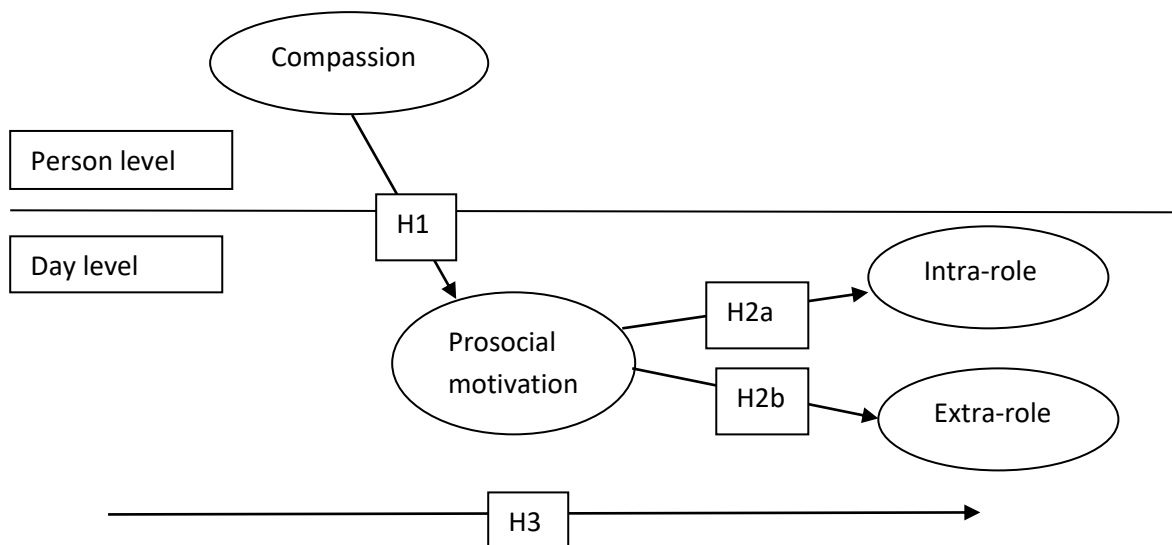 Compassion
Person level
H1
Day level
Intra-role
H2a
Prosocial
motivation
H2b
Extra-role
H3